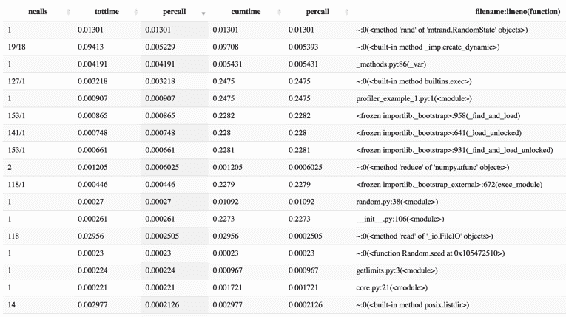 ncalls tottime percall cumtime percall filename:lineno(function)
1 0.01301 0.01301 0.01301 0.01301 ~:0(<method 'rand' of 'mtrand.RandomState' objects>)
19/18 0.09413 0.005229 0.09708 0.005393 ~:0(<built-in method _imp.create_dynamic>)
1 0.004191 0.004191 0.005431 0.005431 _methods.py:86(_var)
127/1 0.003218 0.003218 0.2475 0.2475 ~:0(<built-in method builtins.exec>)
1 0.000907 0.000907 0.2475 0.2475 profiler_example_1.py:1(<module>)
153/1 0.000865 0.000865 0.2282 0.2282 <frozen importlib._bootstrap>:958(_find_and_load)
141/1 0.000748 0.000748 0.228 0.228 <frozen importlib._bootstrap>:641(_load_unlocked)
153/1 0.000661 0.000661 0.2281 0.2281 <frozen importlib._bootstrap>:931(_find_and_load_unlocked)
2 0.001205 0.0006025 0.001205 0.0006025 ~:0(<method 'reduce' of 'numpy.ufunc' objects>)
118/1 0.000446 0.000446 0.2279 0.2279 <frozen importlib._bootstrap_external>:672(exec_module)
1 0.00027 0.00027 0.01092 0.01092 random.py:38(<module>)
1 0.000261 0.000261 0.2273 0.2273 __init__.py:106(<module>)
118 0.02956 0.0002505 0.02956 0.0002505 ~:0(<method 'read' of '_io.FileIO' objects>)
1 0.00023 0.00023 0.00023 0.00023 ~:0(<function Random.seed at 0x105472510>)
1 0.000224 0.000224 0.000967 0.000967 getlimits.py:3(<module>)
1 0.000221 0.000221 0.001721 0.001721 core.py:21(<module>)
14 0.002977 0.0002126 0.002977 0.0002126 ~:0(<built-in method posix.listdir>)